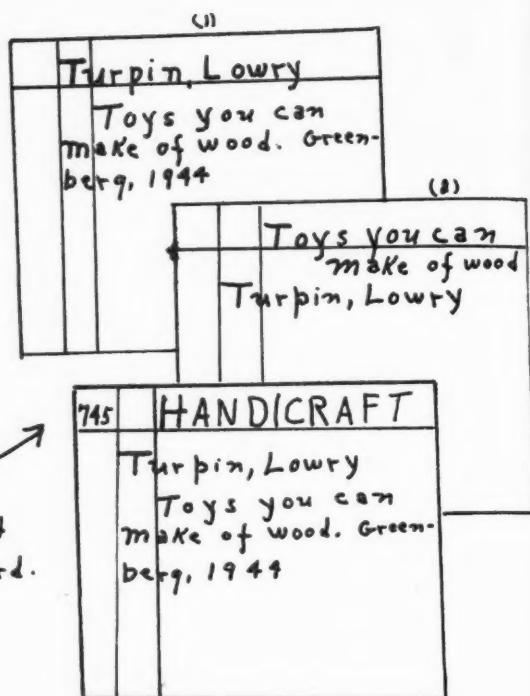 (1)
Turpin, Lowry
Toys you can
make of wood. Green-
berg, 1944
(2)
Toys you can
make of wood
Turpin, Lowry
745 HANDICRAFT
Turpin, Lowry
Toys you can
make of wood. Green-
berg, 1944